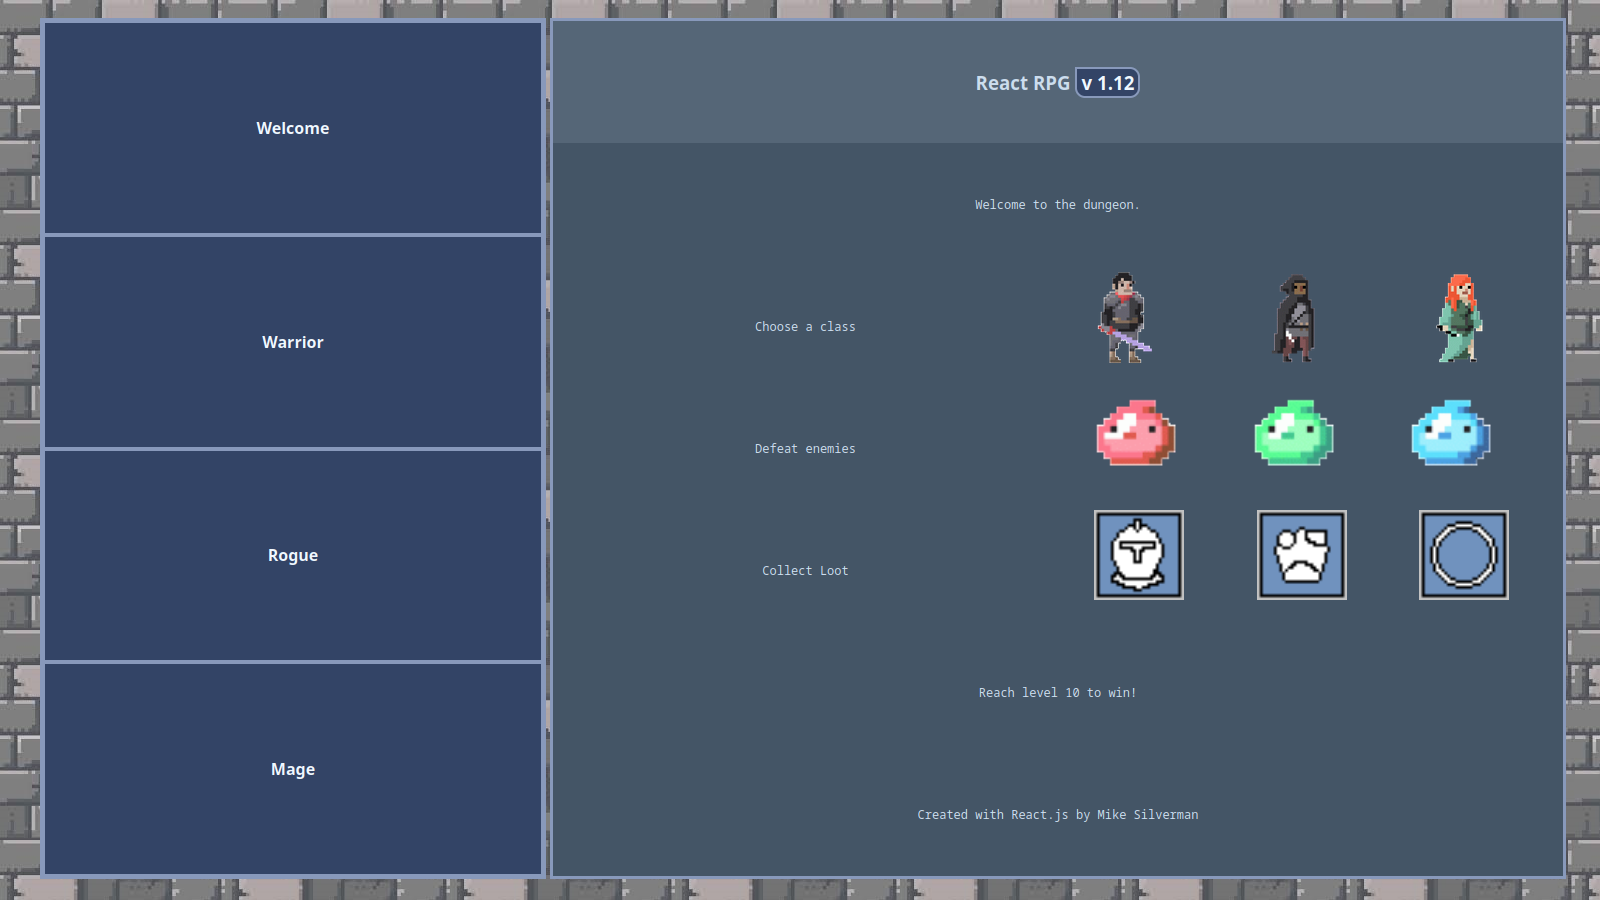 Welcome
Warrior
Rogue
Mage
React RPG v 1.12
Welcome to the dungeon.
Choose a class
Defeat enemies
Collect Loot
Reach level 10 to win!
Created with React.js by Mike Silverman